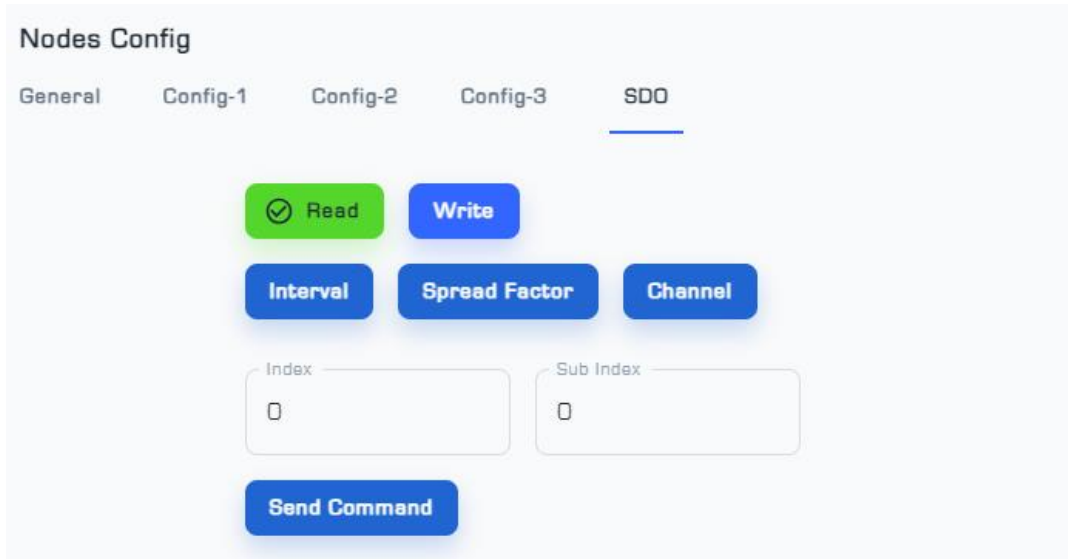 Nodes Config
General Config-1 Config-2 Config-3 SDO
Read Write
Interval Spread Factor Channel
Index Sub Index
0 0
Send Command